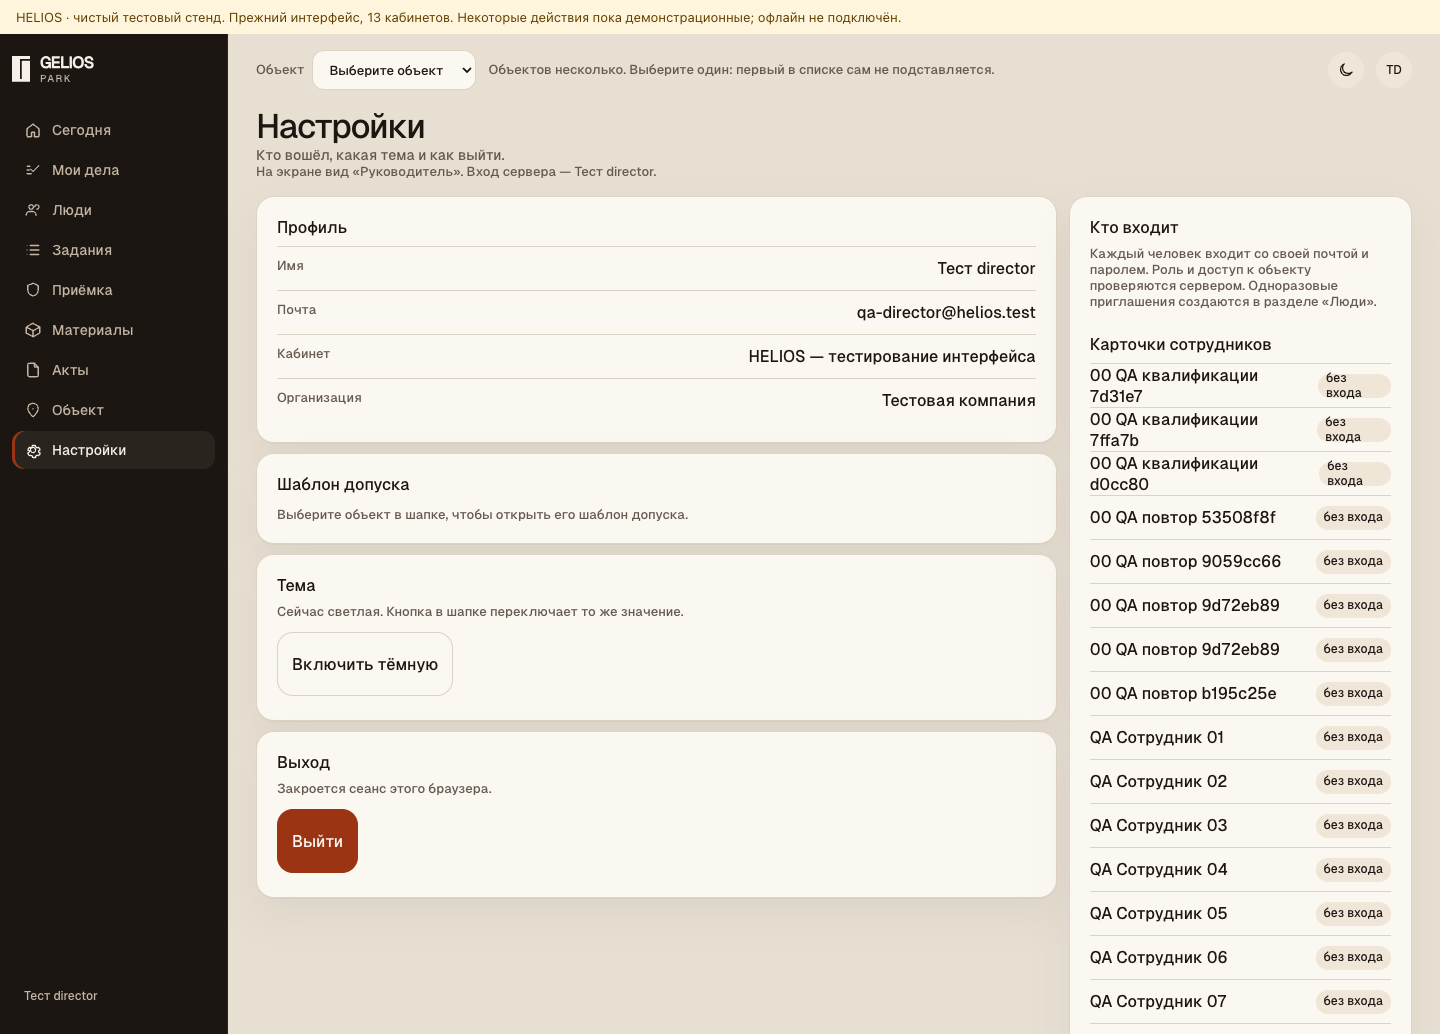 HELIOS · чистый тестовый стенд. Прежний интерфейс, 13 кабинетов. Некоторые действия пока демонстрационные; офлайн не подключён.
GELIOS
PARK
Сегодня
Мои дела
Люди
Задания
Приёмка
Материалы
Акты
Объект
Настройки
Тест director
Объект
Выберите объект
Объектов несколько. Выберите один: первый в списке сам не подставляется.
TD
Настройки
Кто вошёл, какая тема и как выйти.
На экране вид «Руководитель». Вход сервера — Тест director.
Профиль
Имя
Тест director
Почта
qa-director@helios.test
Кабинет
HELIOS — тестирование интерфейса
Организация
Тестовая компания
Шаблон допуска
Выберите объект в шапке, чтобы открыть его шаблон допуска.
Тема
Сейчас светлая. Кнопка в шапке переключает то же значение.
Включить тёмную
Выход
Закроется сеанс этого браузера.
Выйти
Кто входит
Каждый человек входит со своей почтой и
паролем. Роль и доступ к объекту
проверяются сервером. Одноразовые
приглашения создаются в разделе «Люди».
Карточки сотрудников
00 QA квалификации
7d31e7
без
входа
00 QA квалификации
7ffa7b
без
входа
00 QA квалификации
d0cc80
без
входа
00 QA повтор 53508f8f
без входа
00 QA повтор 9059cc66
без входа
00 QA повтор 9d72eb89
без входа
00 QA повтор 9d72eb89
без входа
00 QA повтор b195c25e
без входа
QA Сотрудник 01
без входа
QA Сотрудник 02
без входа
QA Сотрудник 03
без входа
QA Сотрудник 04
без входа
QA Сотрудник 05
без входа
QA Сотрудник 06
без входа
QA Сотрудник 07
без входа